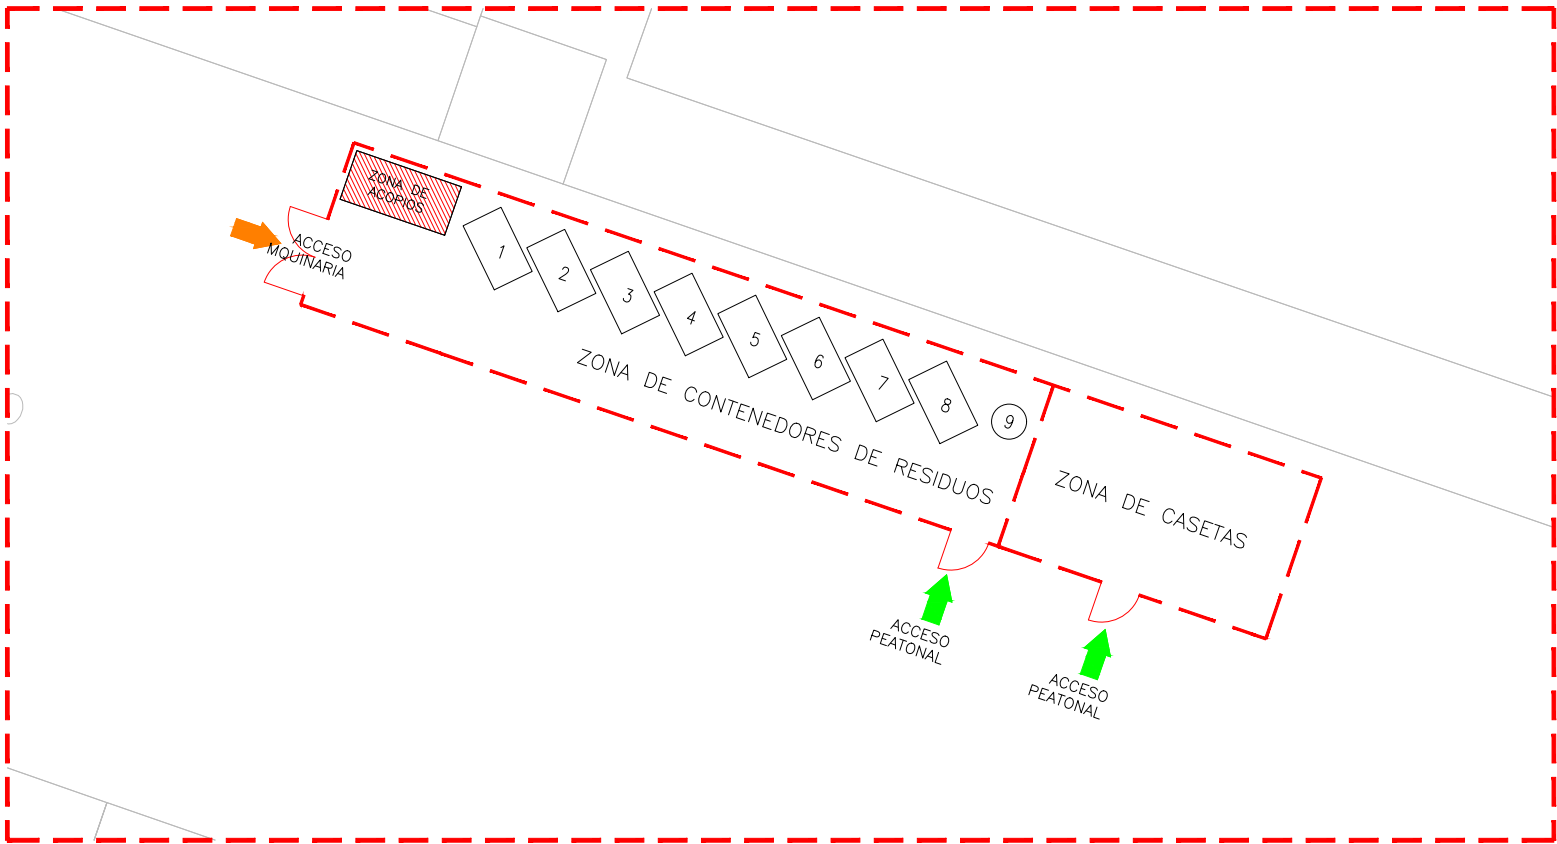 ZONA DE
ACOPIOS
ACCESO
MQUINARIA
1
2
3
4
5
6
7
8
9
ZONA DE CONTENEDORES DE RESIDUOS
ZONA DE CASETAS
ACCESO
PEATONAL
ACCESO
PEATONAL